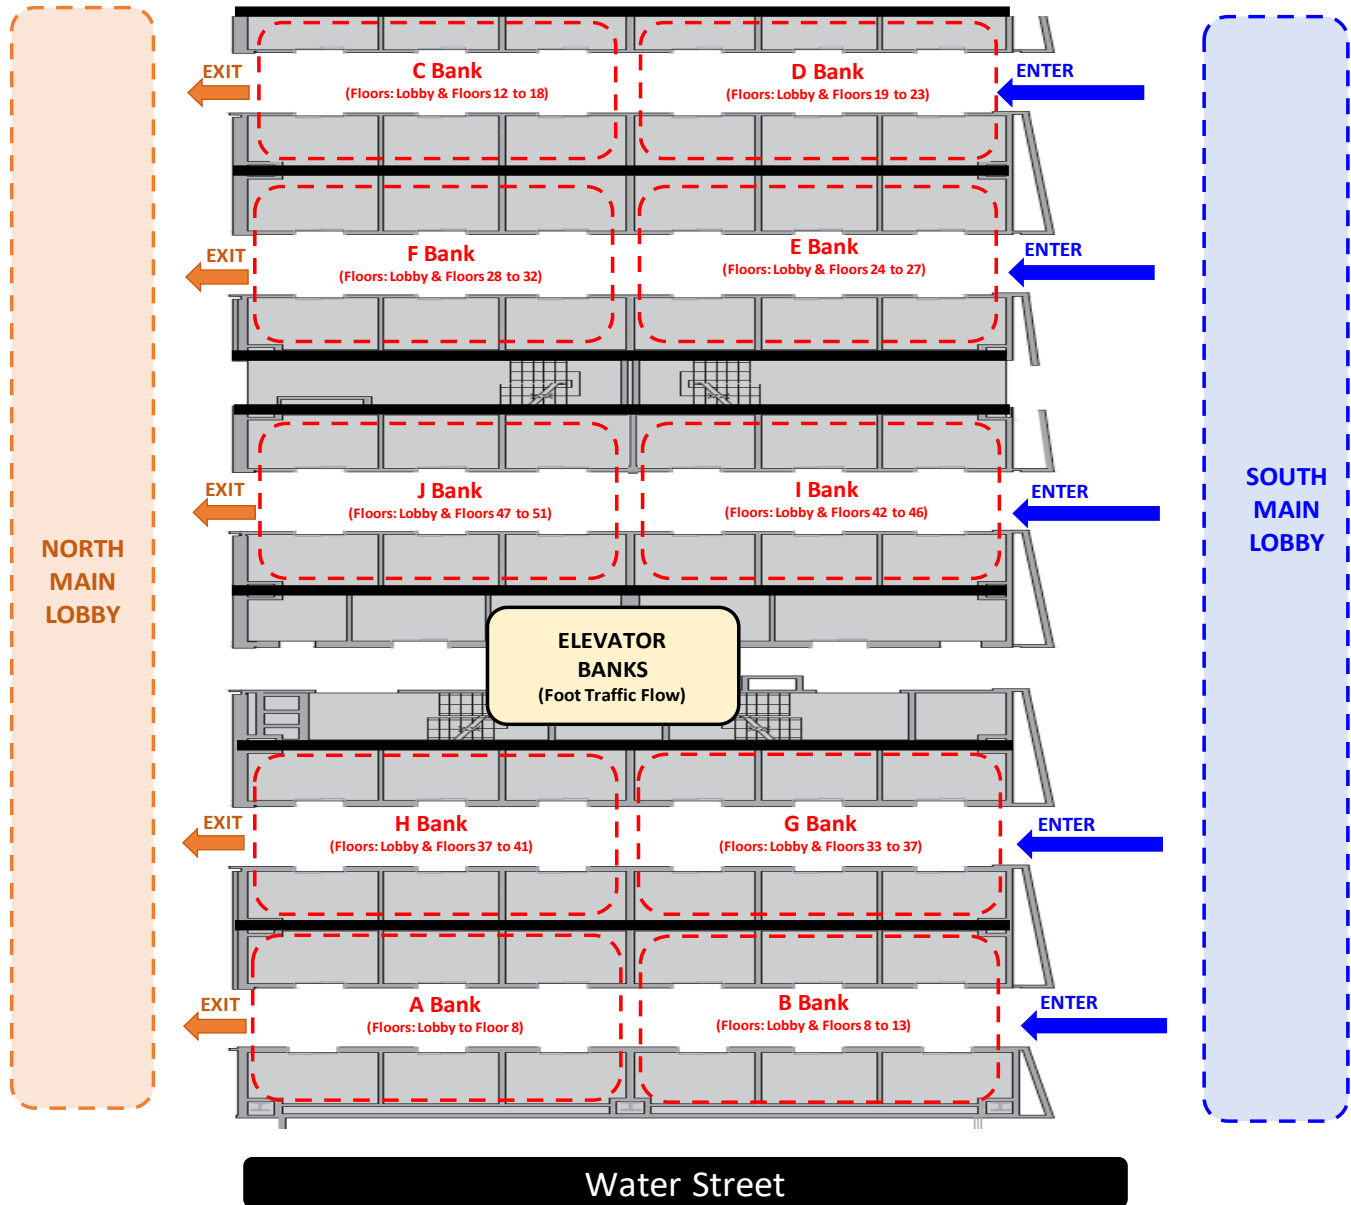 EXIT
C Bank
(Floors: Lobby & Floors 12 to 18)
D Bank
(Floors: Lobby & Floors 19 to 23)
ENTER
EXIT
F Bank
(Floors: Lobby & Floors 28 to 32)
E Bank
(Floors: Lobby & Floors 24 to 27)
ENTER
EXIT
J Bank
(Floors: Lobby & Floors 47 to 51)
I Bank
(Floors: Lobby & Floors 42 to 46)
ENTER
NORTH
MAIN
LOBBY
SOUTH
MAIN
LOBBY
ELEVATOR
BANKS
(Foot Traffic Flow)
EXIT
H Bank
(Floors: Lobby & Floors 37 to 41)
G Bank
(Floors: Lobby & Floors 33 to 37)
ENTER
EXIT
A Bank
(Floors: Lobby to Floor 8)
B Bank
(Floors: Lobby & Floors 8 to 13)
ENTER
Water Street